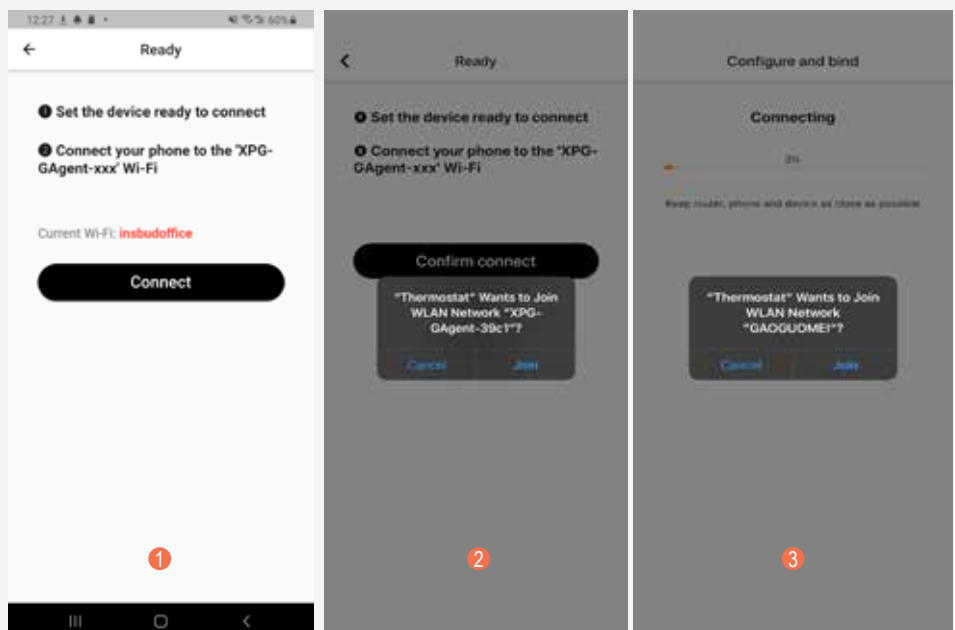 12:27
60%
Ready
❶ Set the device ready to connect
❷ Connect your phone to the 'XPG-
GAgent-xxx' Wi-Fi
Current Wi-Fi: insbudoffice
Connect
1
Ready
Set the device ready to connect
Connect your phone to the "XPG-
GAgent-xxx" Wi-Fi
Confirm connect
"Thermostat" Wants to Join
WLAN Network "XPG-
GAgent-39c1"?
Cancel
Join
2
Configure and bind
Connecting
Keep router, phone and device as close as possible
"Thermostat" Wants to Join
WLAN Network
"GAOGUOMEI"?
Cancel
Join
3